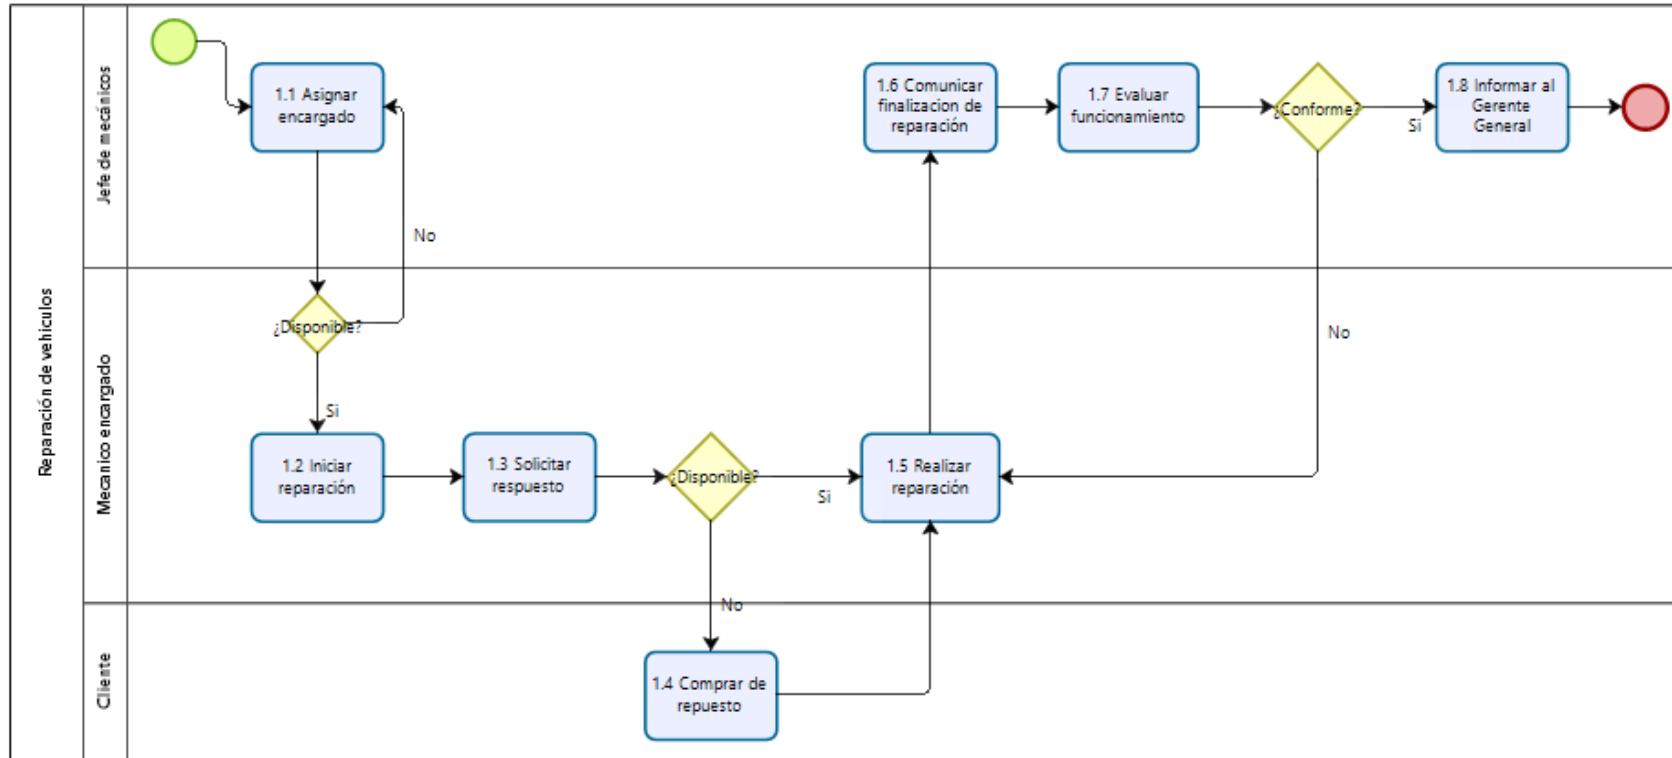 Reparación de vehiculos
Jefe de mecánicos
1.1 Asignar
encargado
No
1.6 Comunicar
finalizacion de
reparación
1.7 Evaluar
funcionamiento
¿Conforme?
Si
1.8 Informar al
Gerente
General
No
Mecanico encargado
¿Disponible?
Si
1.2 Iniciar
reparación
1.3 Solicitar
respuesto
¿Disponible?
Si
1.5 Realizar
reparación
No
Cliente
1.4 Comprar de
repuesto